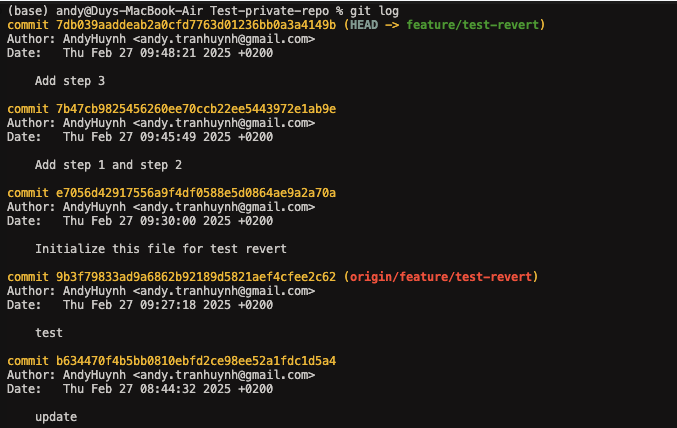 (base) andy@Duys-MacBook-Air Test-private-repo % git log
commit 7db039aaddeab2a0cfd7763d01236bb0a3a4149b (HEAD -> feature/test-revert)
Author: AndyHuynh <andy.tranhuynh@gmail.com>
Date:   Thu Feb 27 09:48:21 2025 +0200
Add step 3
commit 7b47cb9825456260ee70ccb22ee5443972e1ab9e
Author: AndyHuynh <andy.tranhuynh@gmail.com>
Date:   Thu Feb 27 09:45:49 2025 +0200
Add step 1 and step 2
commit e7056d42917556a9f4df0588e5d0864ae9a2a70a
Author: AndyHuynh <andy.tranhuynh@gmail.com>
Date:   Thu Feb 27 09:30:00 2025 +0200
Initialize this file for test revert
commit 9b3f79833ad9a6862b92189d5821aef4cfee2c62 (origin/feature/test-revert)
Author: AndyHuynh <andy.tranhuynh@gmail.com>
Date:   Thu Feb 27 09:27:18 2025 +0200
test
commit b634470f4b5bb0810ebfd2ce98ee52a1fdc1d5a4
Author: AndyHuynh <andy.tranhuynh@gmail.com>
Date:   Thu Feb 27 08:44:32 2025 +0200
update